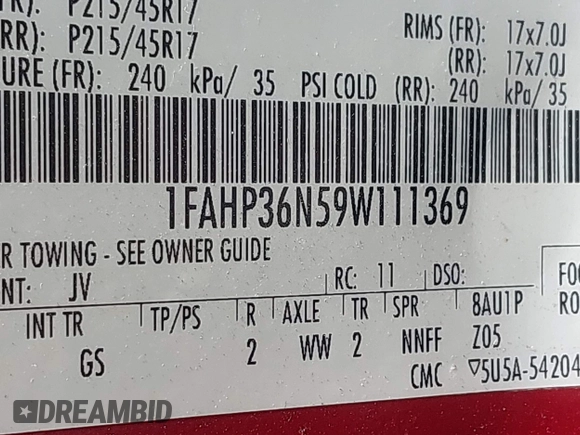 P215/45R17 RIMS (FR): 17x7.0J
RR): P215/45R17 (RR): 17x7.0J
URE (FR): 240 kPa/ 35 PSI COLD (RR): 240 kPa/ 35
1FAHP36N59W111369
R TOWING - SEE OWNER GUIDE
NT: JV RC: 11 DSO: FO
INT TR TP/PS R AXLE TR SPR 8AU1P RO
GS 2 WW 2 NNFF Z05
CMC ▽5U5A-54204
DREAMBID